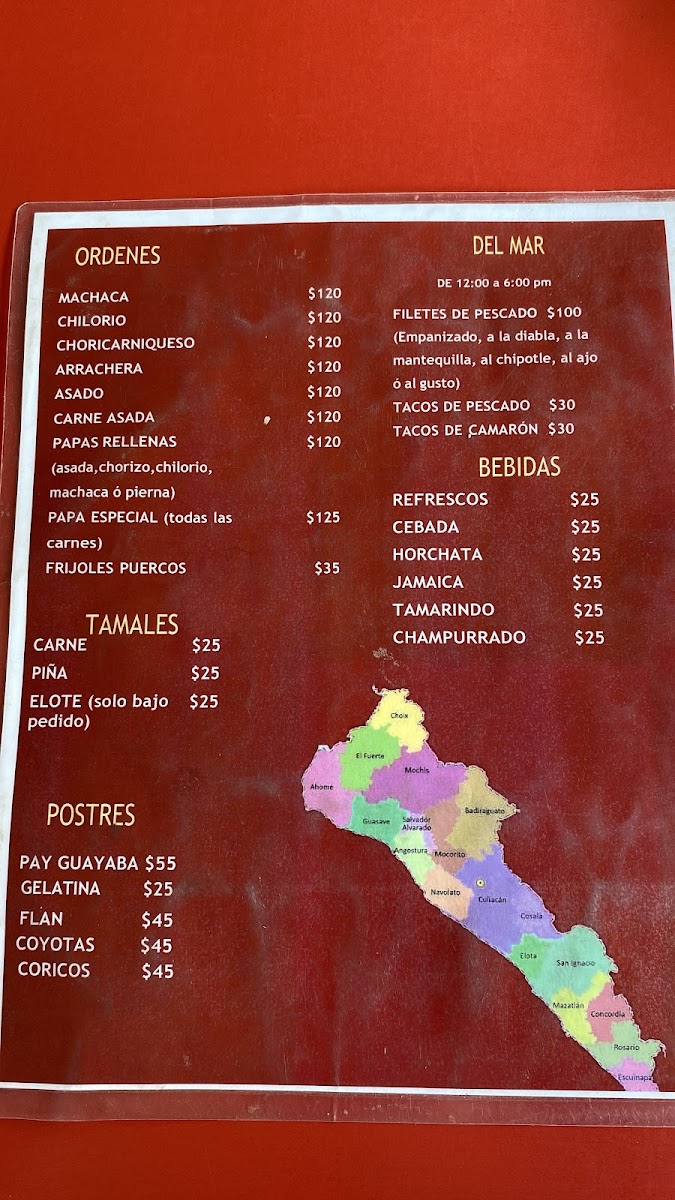 ORDENES
MACHACA $120
CHILORIO $120
CHORICARNIQUESO $120
ARRACHERA $120
ASADO $120
CARNE ASADA $120
PAPAS RELLENAS $120
(asada,chorizo,chilorio,
machaca ó pierna)
PAPA ESPECIAL (todas las $125
carnes)
FRIJOLES PUERCOS $35
TAMALES
CARNE $25
PIÑA $25
ELOTE (solo bajo $25
pedido)
POSTRES
PAY GUAYABA $55
GELATINA $25
FLAN $45
COYOTAS $45
CORICOS $45
DEL MAR
DE 12:00 a 6:00 pm
FILETES DE PESCADO $100
(Empanizado, a la diabla, a la
mantequilla, al chipotle, al ajo
ó al gusto)
TACOS DE PESCADO $30
TACOS DE CAMARÓN $30
BEBIDAS
REFRESCOS $25
CEBADA $25
HORCHATA $25
JAMAICA $25
TAMARINDO $25
CHAMPURRADO $25
Choix
El Fuerte
Mochis
Ahome
Badiraguato
Guasave
Salvador
Alvarado
Angostura
Mocorito
Navolato
Culiacán
Cosalá
Elota
San Ignacio
Mazatlán
Concordia
Rosario
Escuinapa